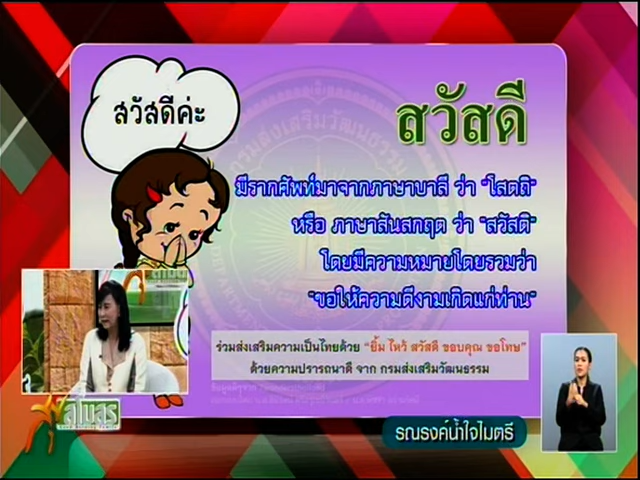 สวัสดีค่ะ
สวัสดี
มีรากศัพท์มาจากภาษาบาลี ว่า "โสตถิ"
หรือ ภาษาสันสกฤต ว่า "สวัสดิ"
โดยมีความหมายโดยรวมว่า
"ขอให้ความดีงามเกิดแก่ท่าน"
ร่วมส่งเสริมความเป็นไทยด้วย "ยิ้ม ไหว้ สวัสดี ขอบคุณ ขอโทษ"
ด้วยความปรารถนาดี จาก กรมส่งเสริมวัฒนธรรม
สโมสร
รณรงค์น้ำใจไมตรี